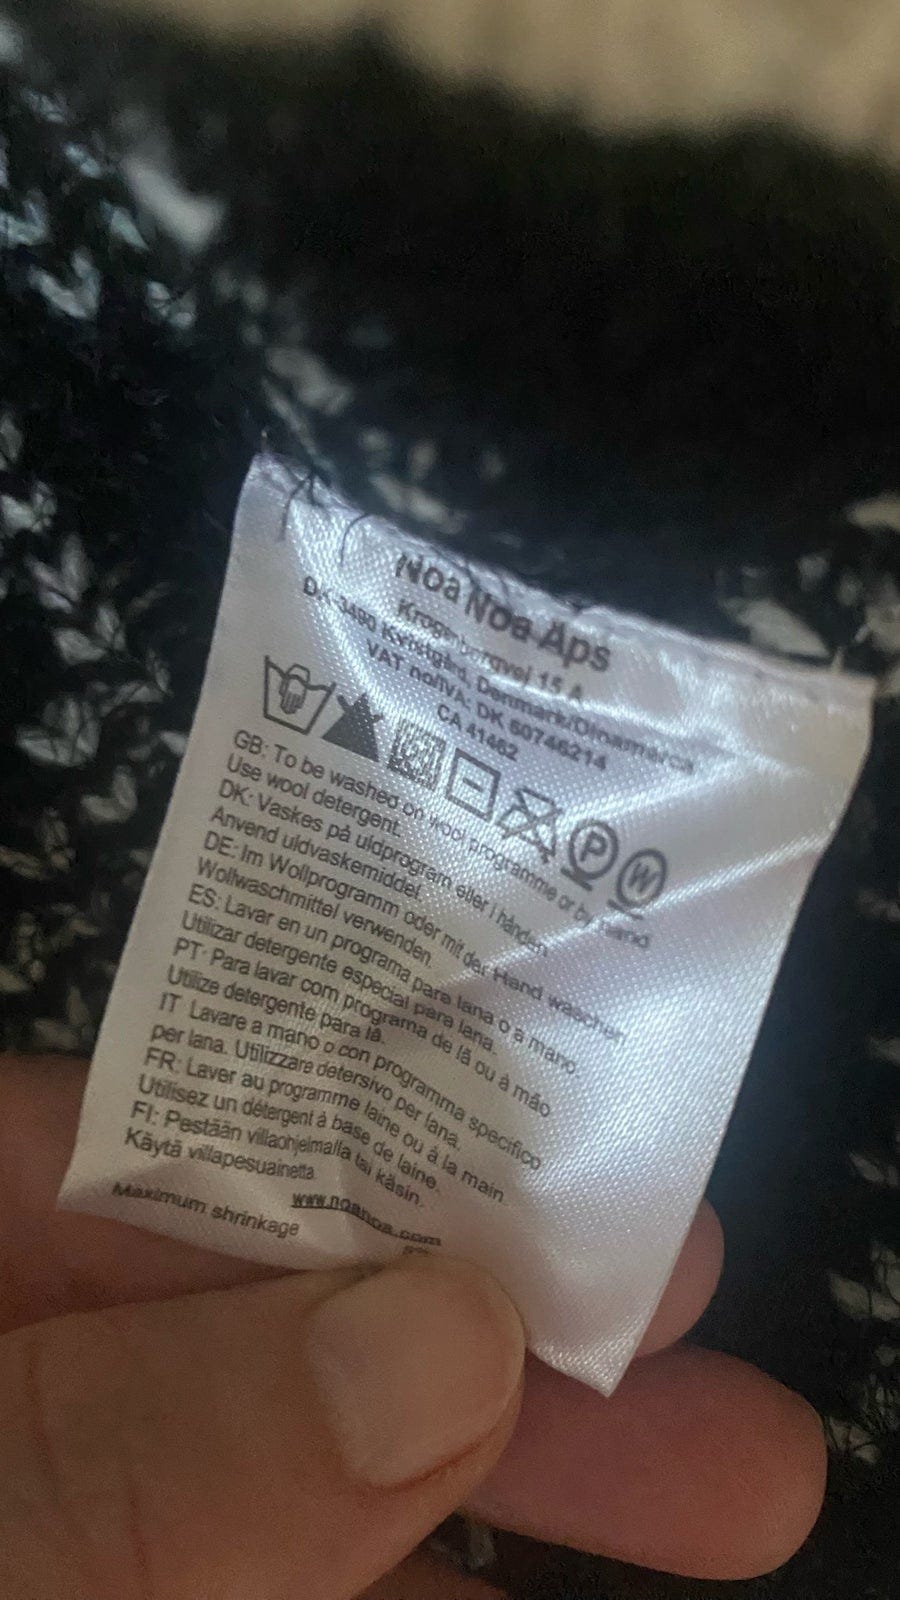 Noa Noa Aps
Krogenbergvej 15 A
DK-3490 Kvistgård, Denmark/Dinamarca
VAT no/IVA: DK 60746214
CA 41462
P W
GB: To be washed on wool programme or by hand
Use wool detergent.
DK: Vaskes på uldprogram eller i hånden
Anvend uldvaskemiddel.
DE: Im Wollprogramm oder mit der Hand waschen
Wollwaschmittel verwenden.
ES: Lavar en un programa para lana o a mano.
Utilizar detergente especial para lana.
PT: Para lavar com programa de lã ou à mão
Utilize detergente para lã.
IT Lavare a mano o con programma specifico
per lana. Utilizzare detersivo per lana.
FR: Laver au programme laine ou à la main
Utilisez un détergent à base de laine.
FI: Pestään villaohjelmalla tai käsin.
Käytä villapesuainetta
www.noanoa.com
Maximum shrinkage